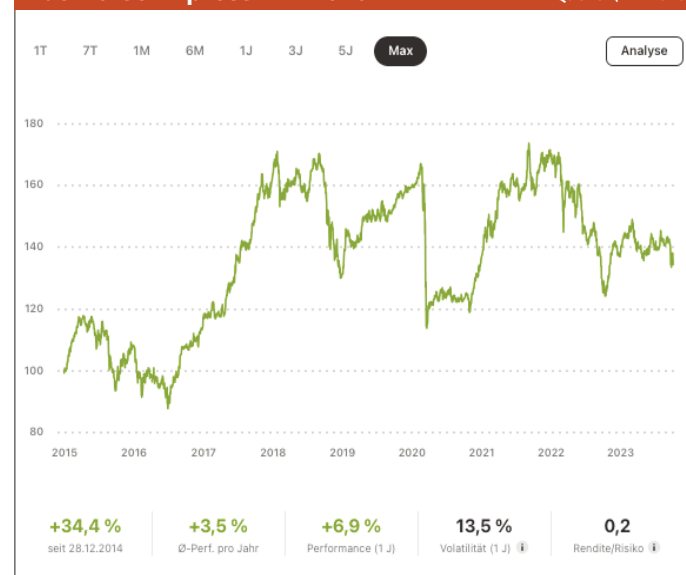 1T 7T 1M 6M 1J 3J 5J Max Analyse
180
160
140
120
100
80
2015 2016 2017 2018 2019 2020 2021 2022 2023
+34,4 % +3,5 % +6,9 % 13,5 % 0,2
seit 28.12.2014 Ø-Perf. pro Jahr Performance (1 J) Volatilität (1 J) i Rendite/Risiko i